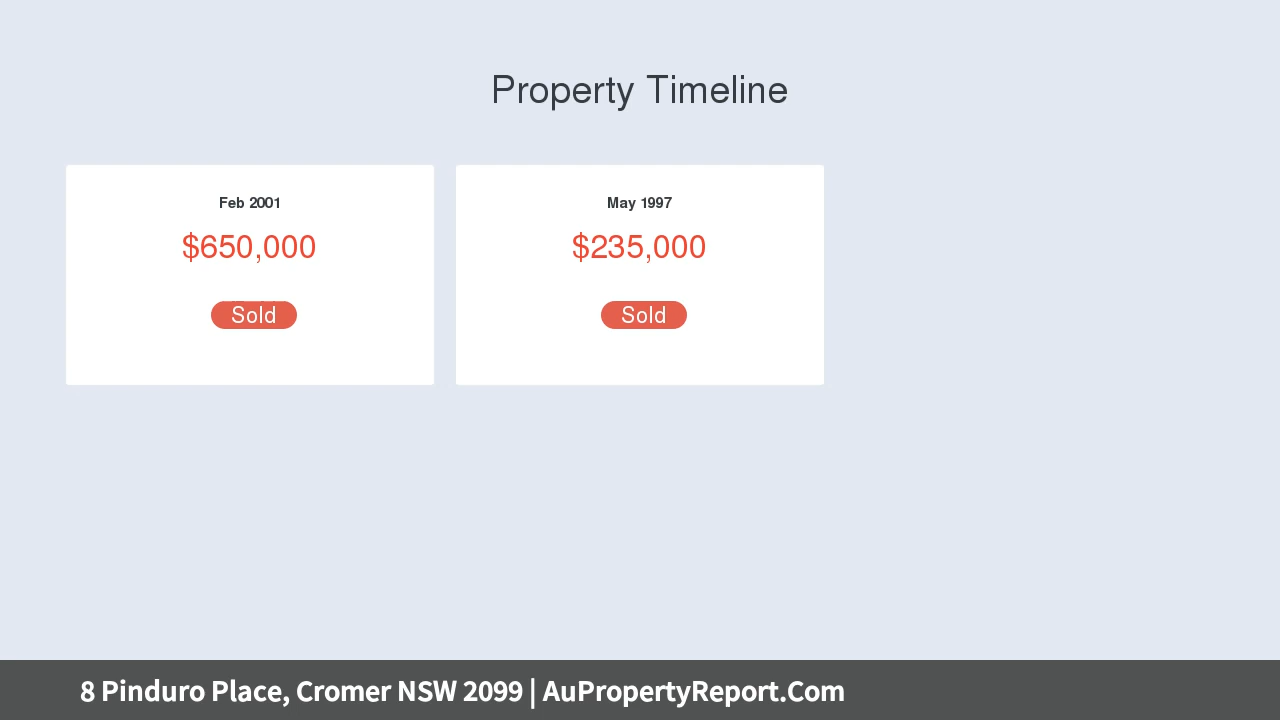 Property Timeline
Feb 2001
$650,000
Sold
May 1997
$235,000
Sold
8 Pinduro Place, Cromer NSW 2099 | AuPropertyReport.Com